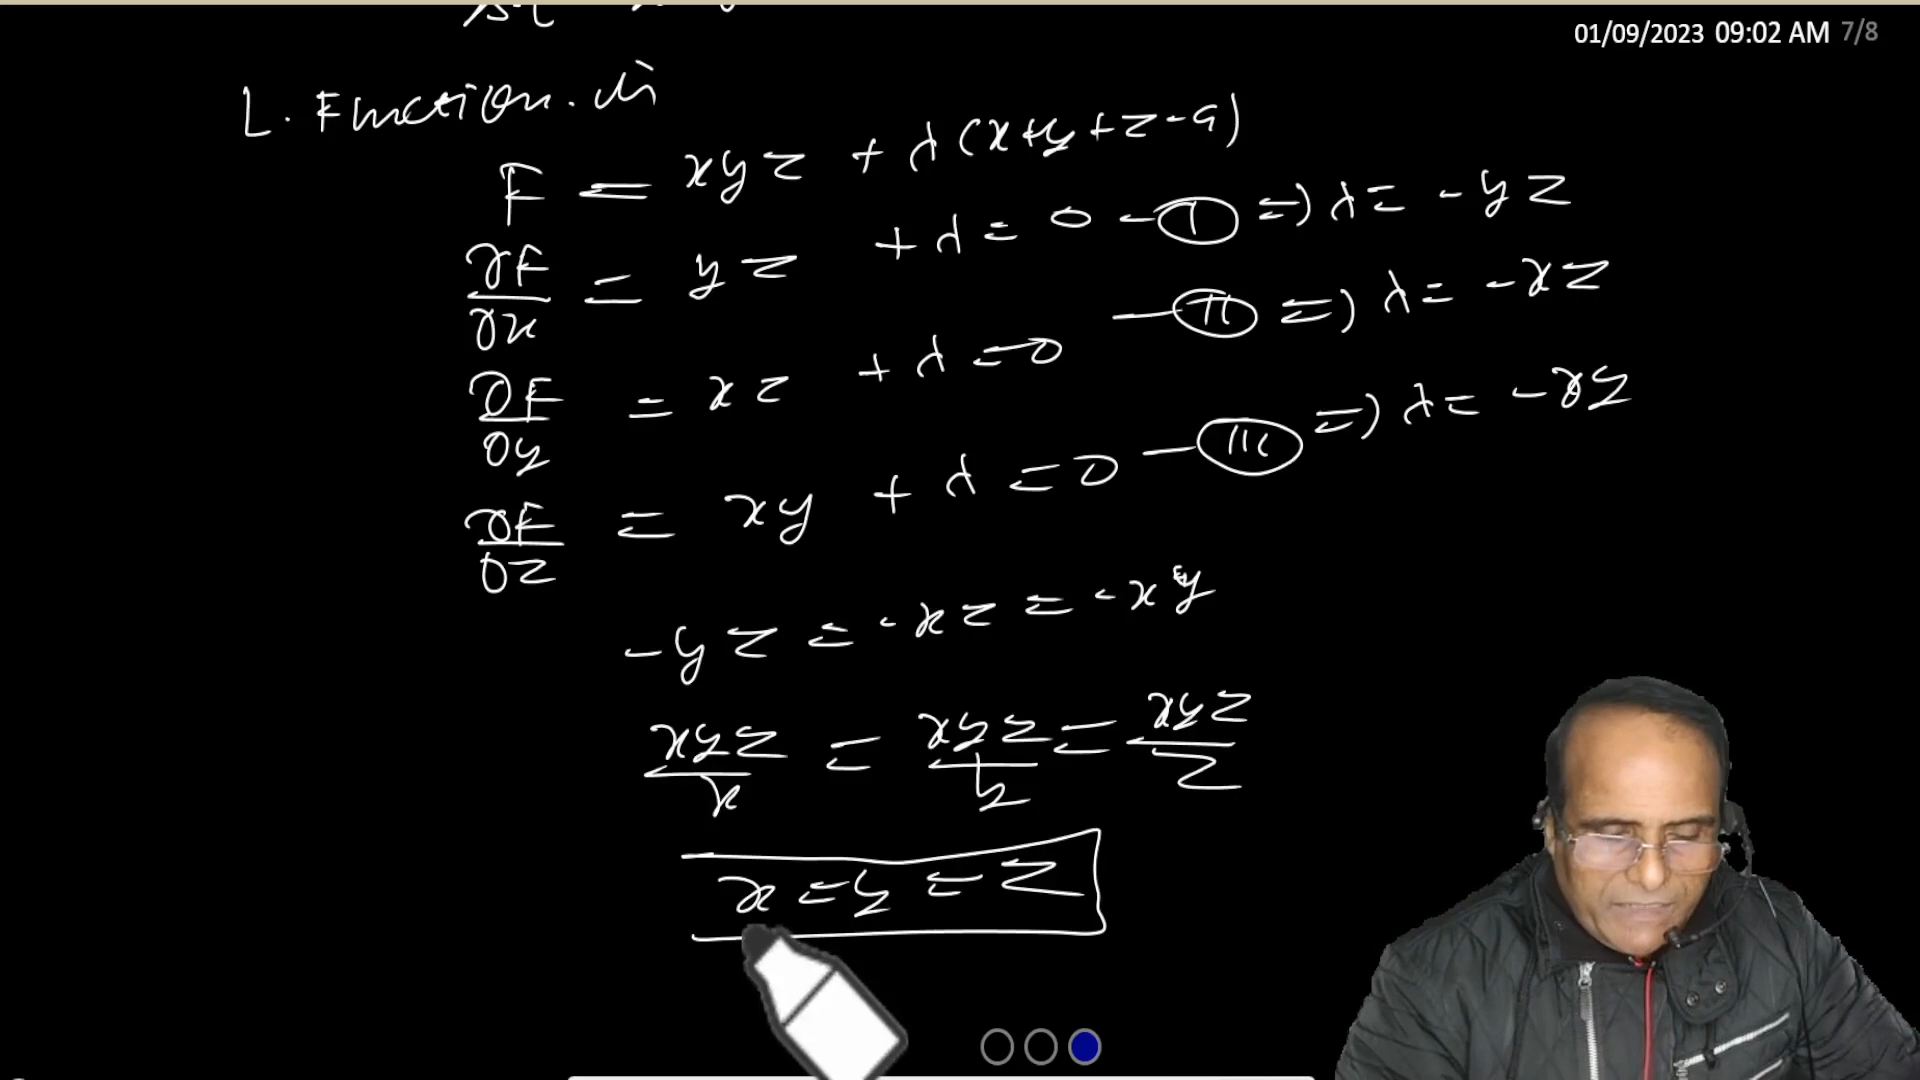 01/09/2023 09:02 AM 7/8
L. Function. is
F = xyz + λ(x+y+z-a)
∂F/∂x = yz + λ = 0 - I => λ = -yz
∂F/∂y = xz + λ = 0 - II => λ = -xz
∂F/∂z = xy + λ = 0 - III => λ = -xy
-yz = -xz = -xy
xyz/x = xyz/y = xyz/z
x = y = z